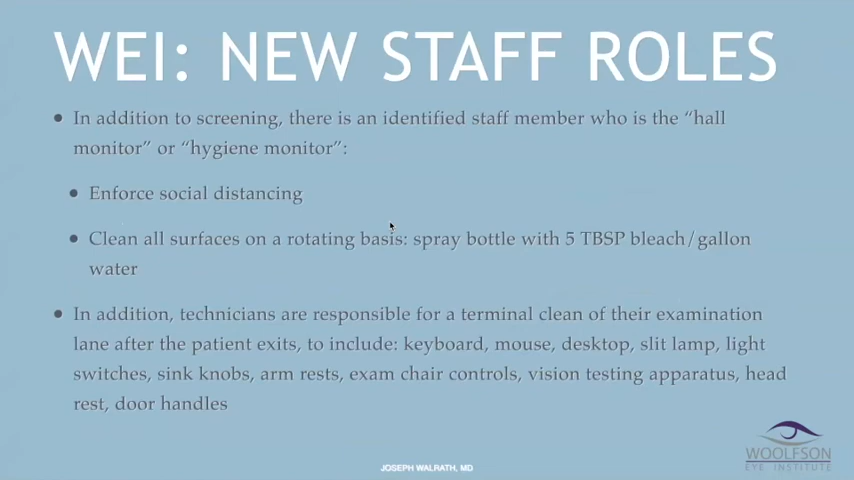 WEI: NEW STAFF ROLES
• In addition to screening, there is an identified staff member who is the “hall
monitor” or “hygiene monitor”:
• Enforce social distancing
• Clean all surfaces on a rotating basis: spray bottle with 5 TBSP bleach/gallon
water
• In addition, technicians are responsible for a terminal clean of their examination
lane after the patient exits, to include: keyboard, mouse, desktop, slit lamp, light
switches, sink knobs, arm rests, exam chair controls, vision testing apparatus, head
rest, door handles
WOOLFSON
EYE INSTITUTE
JOSEPH WALRATH, MD